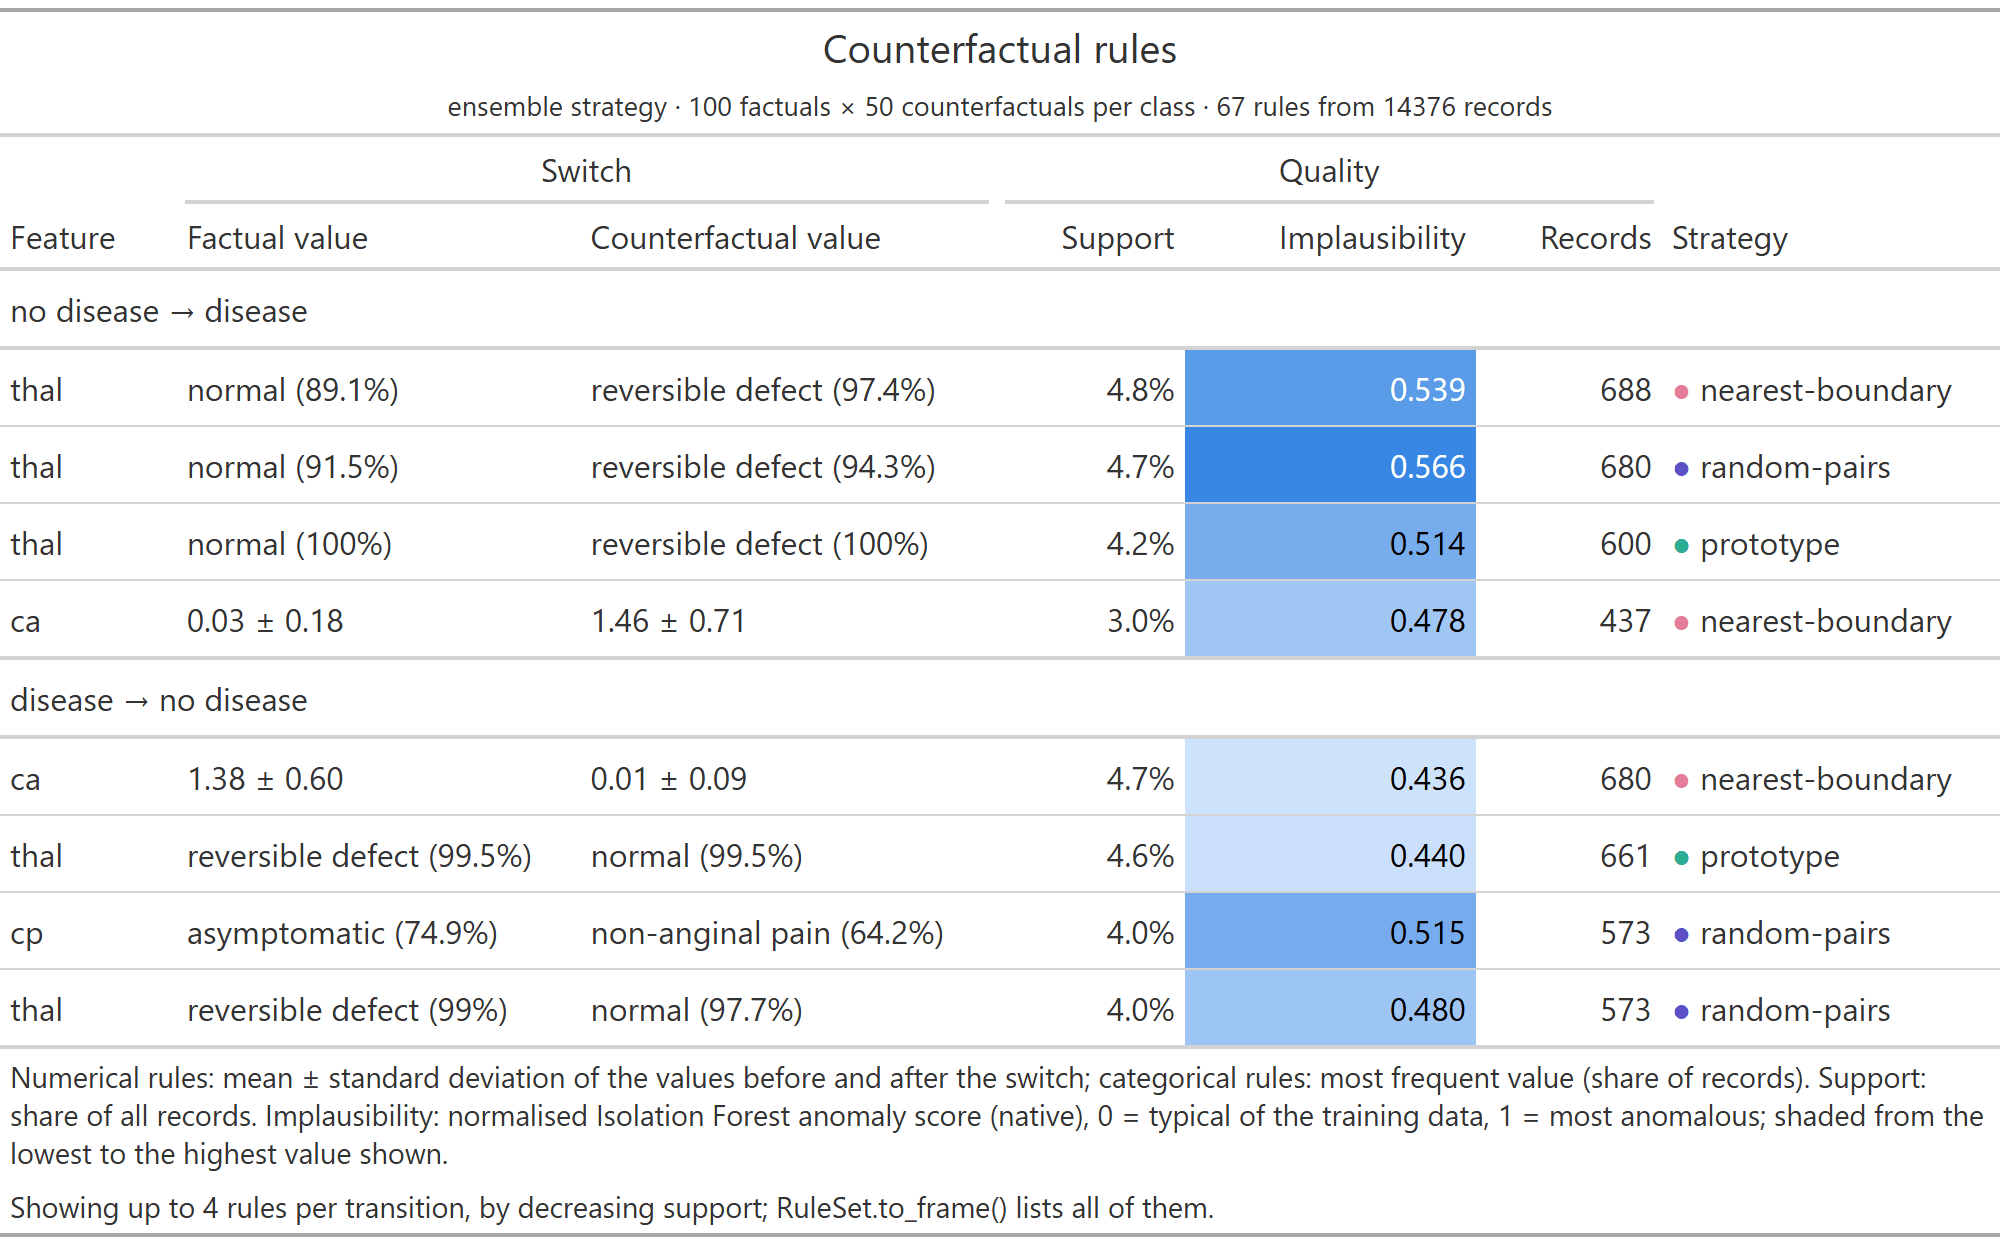 Counterfactual rules
ensemble strategy · 100 factuals × 50 counterfactuals per class · 67 rules from 14376 records
Switch Quality
Feature Factual value Counterfactual value Support Implausibility Records Strategy
no disease → disease
thal normal (89.1%) reversible defect (97.4%) 4.8% 0.539 688 ● nearest-boundary
thal normal (91.5%) reversible defect (94.3%) 4.7% 0.566 680 ● random-pairs
thal normal (100%) reversible defect (100%) 4.2% 0.514 600 ● prototype
ca 0.03 ± 0.18 1.46 ± 0.71 3.0% 0.478 437 ● nearest-boundary
disease → no disease
ca 1.38 ± 0.60 0.01 ± 0.09 4.7% 0.436 680 ● nearest-boundary
thal reversible defect (99.5%) normal (99.5%) 4.6% 0.440 661 ● prototype
cp asymptomatic (74.9%) non-anginal pain (64.2%) 4.0% 0.515 573 ● random-pairs
thal reversible defect (99%) normal (97.7%) 4.0% 0.480 573 ● random-pairs
Numerical rules: mean ± standard deviation of the values before and after the switch; categorical rules: most frequent value (share of records). Support:
share of all records. Implausibility: normalised Isolation Forest anomaly score (native), 0 = typical of the training data, 1 = most anomalous; shaded from the
lowest to the highest value shown.
Showing up to 4 rules per transition, by decreasing support; RuleSet.to_frame() lists all of them.